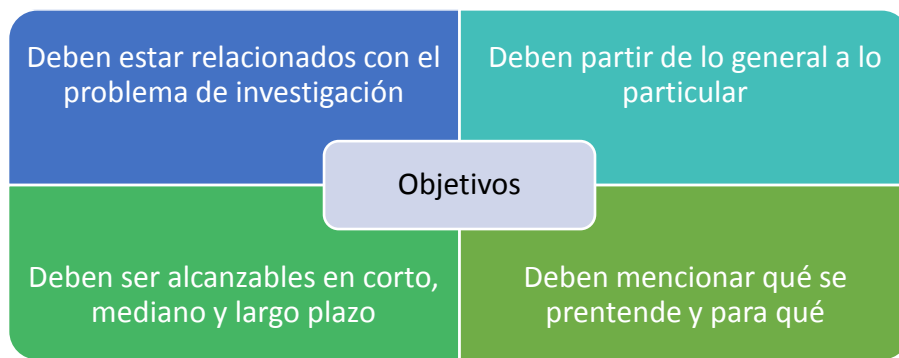 Deben estar relacionados con el
problema de investigación
Deben partir de lo general a lo
particular
Objetivos
Deben ser alcanzables en corto,
mediano y largo plazo
Deben mencionar qué se
prentende y para qué